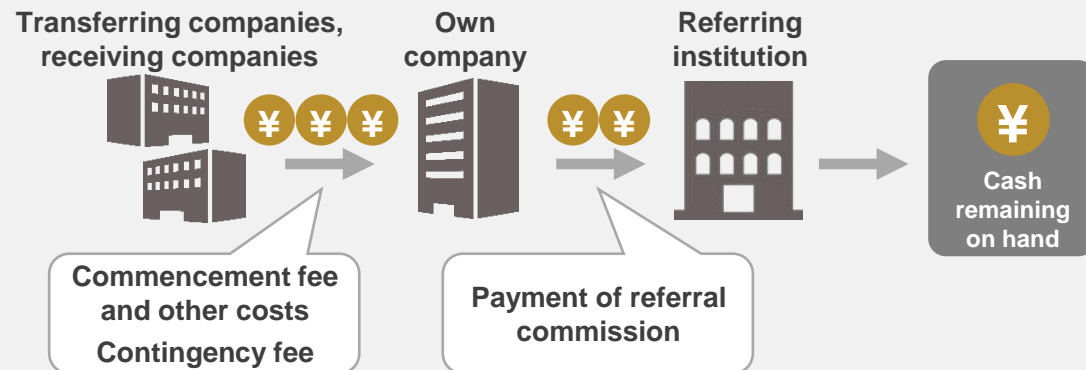 Transferring companies,
receiving companies
Own
company
Referring
institution
¥ ¥ ¥
¥ ¥
¥
Cash
remaining
on hand
Commencement fee
and other costs
Contingency fee
Payment of referral
commission